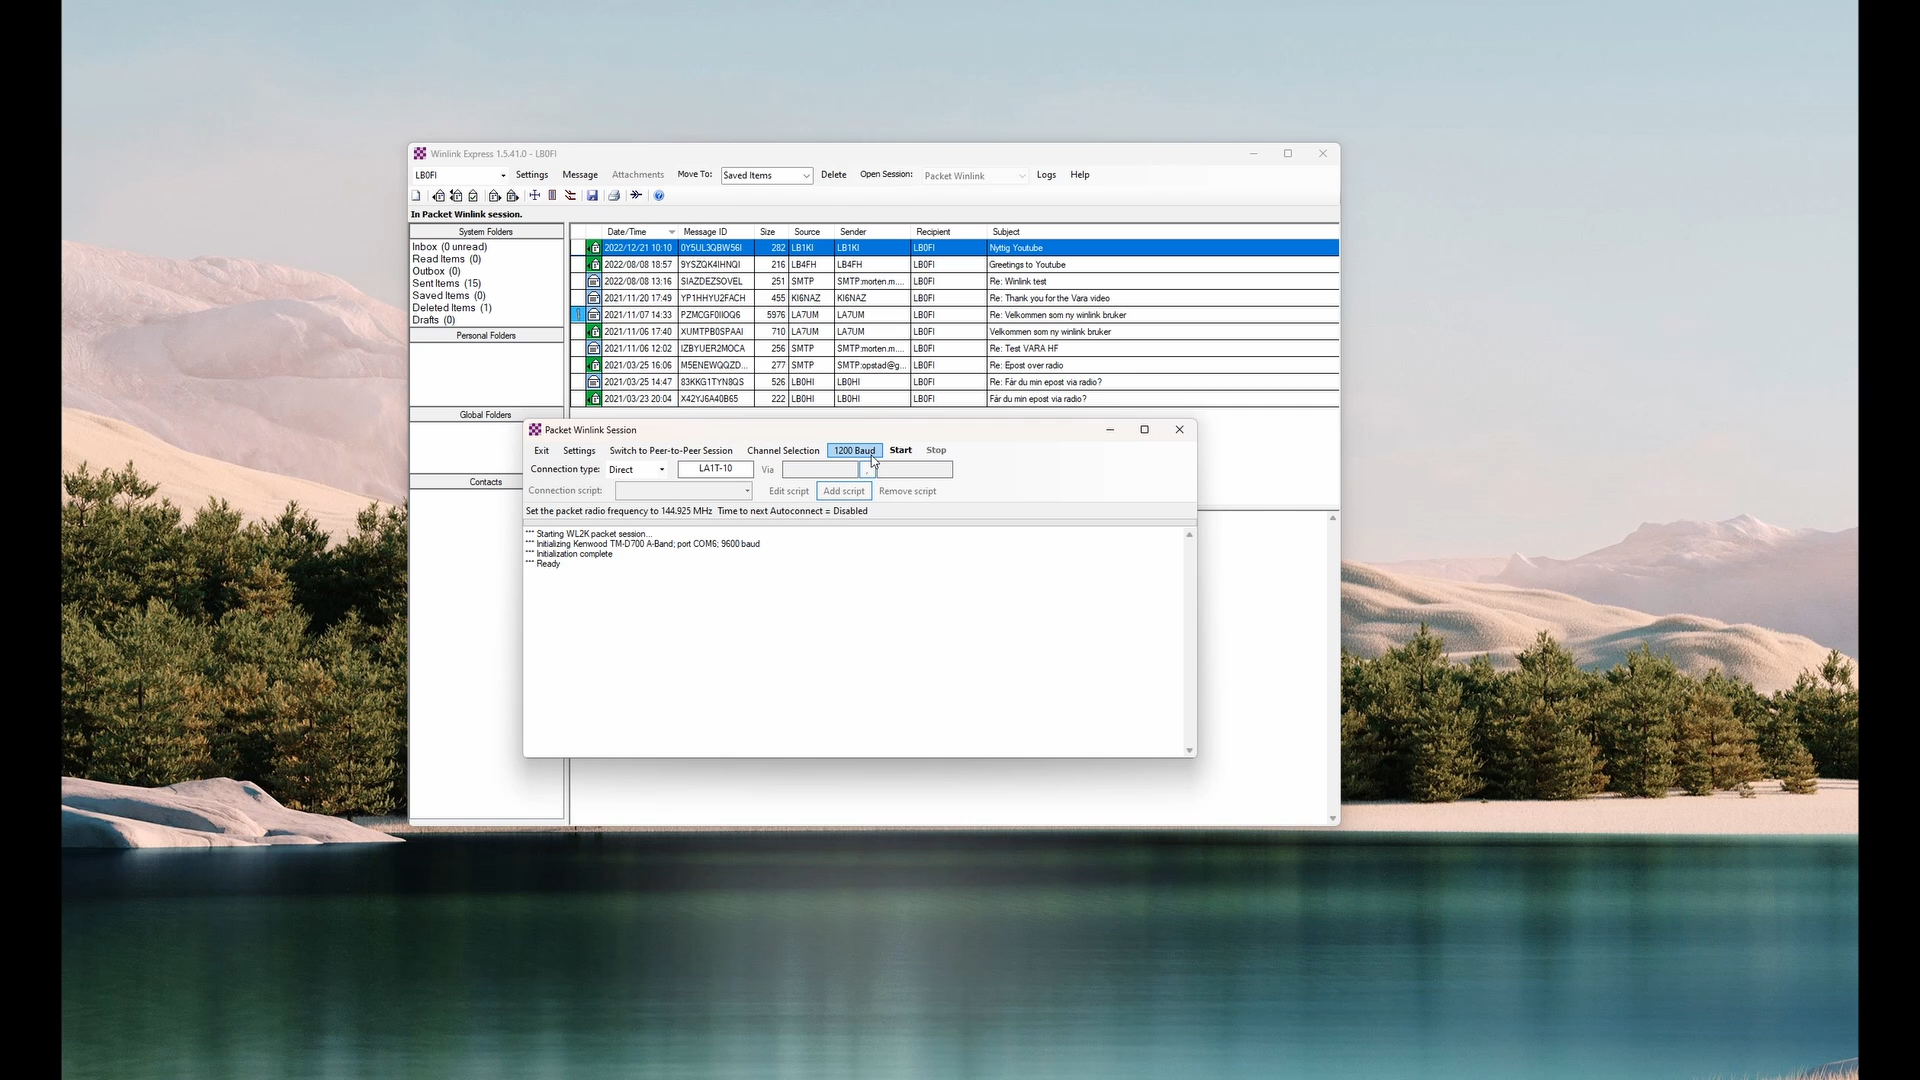 Winlink Express 1.5.41.0 - LB0FI
LB0FI Settings Message Attachments Move To: Saved Items Delete Open Session: Packet Winlink Logs Help
In Packet Winlink session.
System Folders
Inbox (0 unread)
Read Items (0)
Outbox (0)
Sent Items (15)
Saved Items (0)
Deleted Items (1)
Drafts (0)
Personal Folders
Global Folders
Contacts
Date/Time Message ID Size Source Sender Recipient Subject
2022/12/21 10:10 0Y5UL3QBW56I 282 LB1KI LB1KI LB0FI Nyttig Youtube
2022/08/08 18:57 9YSZQK4IHNQI 216 LB4FH LB4FH LB0FI Greetings to Youtube
2022/08/08 13:16 SIAZDEZSOVEL 251 SMTP SMTP:morten.m... LB0FI Re: Winlink test
2021/11/20 17:49 YP1HHYU2FACH 455 KI6NAZ KI6NAZ LB0FI Re: Thank you for the Vara video
2021/11/07 14:33 PZMCGF0IIOQ6 5976 LA7UM LA7UM LB0FI Re: Velkommen som ny winlink bruker
2021/11/06 17:40 XUMTPB0SPAAI 710 LA7UM LA7UM LB0FI Velkommen som ny winlink bruker
2021/11/06 12:02 IZBYUER2MOCA 256 SMTP SMTP:morten.m... LB0FI Re: Test VARA HF
2021/03/25 16:06 M5ENEWQQZD... 277 SMTP SMTP:opstad@g... LB0FI Re: Epost over radio
2021/03/25 14:47 83KKG1TYN8QS 526 LB0HI LB0HI LB0FI Re: Får du min epost via radio?
2021/03/23 20:04 X42YJ6A40B65 222 LB0HI LB0HI LB0FI Får du min epost via radio?
Packet Winlink Session
Exit Settings Switch to Peer-to-Peer Session Channel Selection 1200 Baud Start Stop
Connection type: Direct LA1T-10 Via ,
Connection script: Edit script Add script Remove script
Set the packet radio frequency to 144.925 MHz Time to next Autoconnect = Disabled
*** Starting WL2K packet session...
*** Initializing Kenwood TM-D700 A-Band; port COM6; 9600 baud
*** Initialization complete
*** Ready